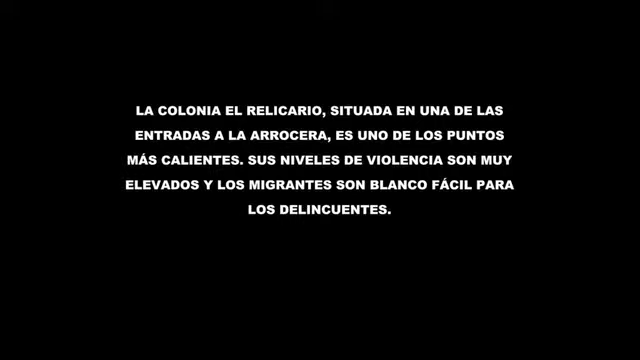 LA COLONIA EL RELICARIO, SITUADA EN UNA DE LAS
ENTRADAS A LA ARROCERA, ES UNO DE LOS PUNTOS
MÁS CALIENTES. SUS NIVELES DE VIOLENCIA SON MUY
ELEVADOS Y LOS MIGRANTES SON BLANCO FÁCIL PARA
LOS DELINCUENTES.